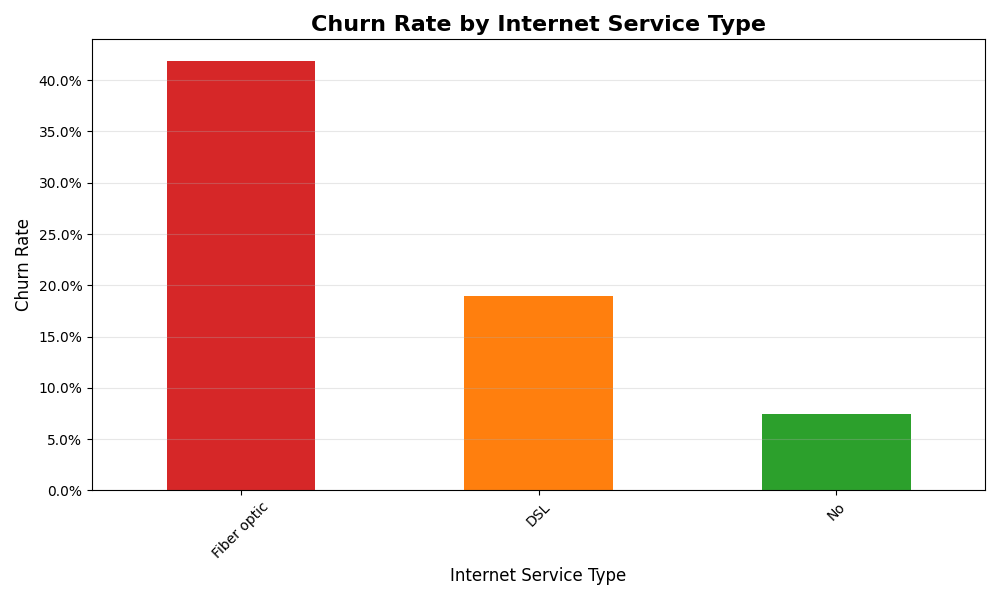 Churn Rate by Internet Service Type
Churn Rate
40.0%
35.0%
30.0%
25.0%
20.0%
15.0%
10.0%
5.0%
0.0%
Fiber optic
DSL
No
Internet Service Type